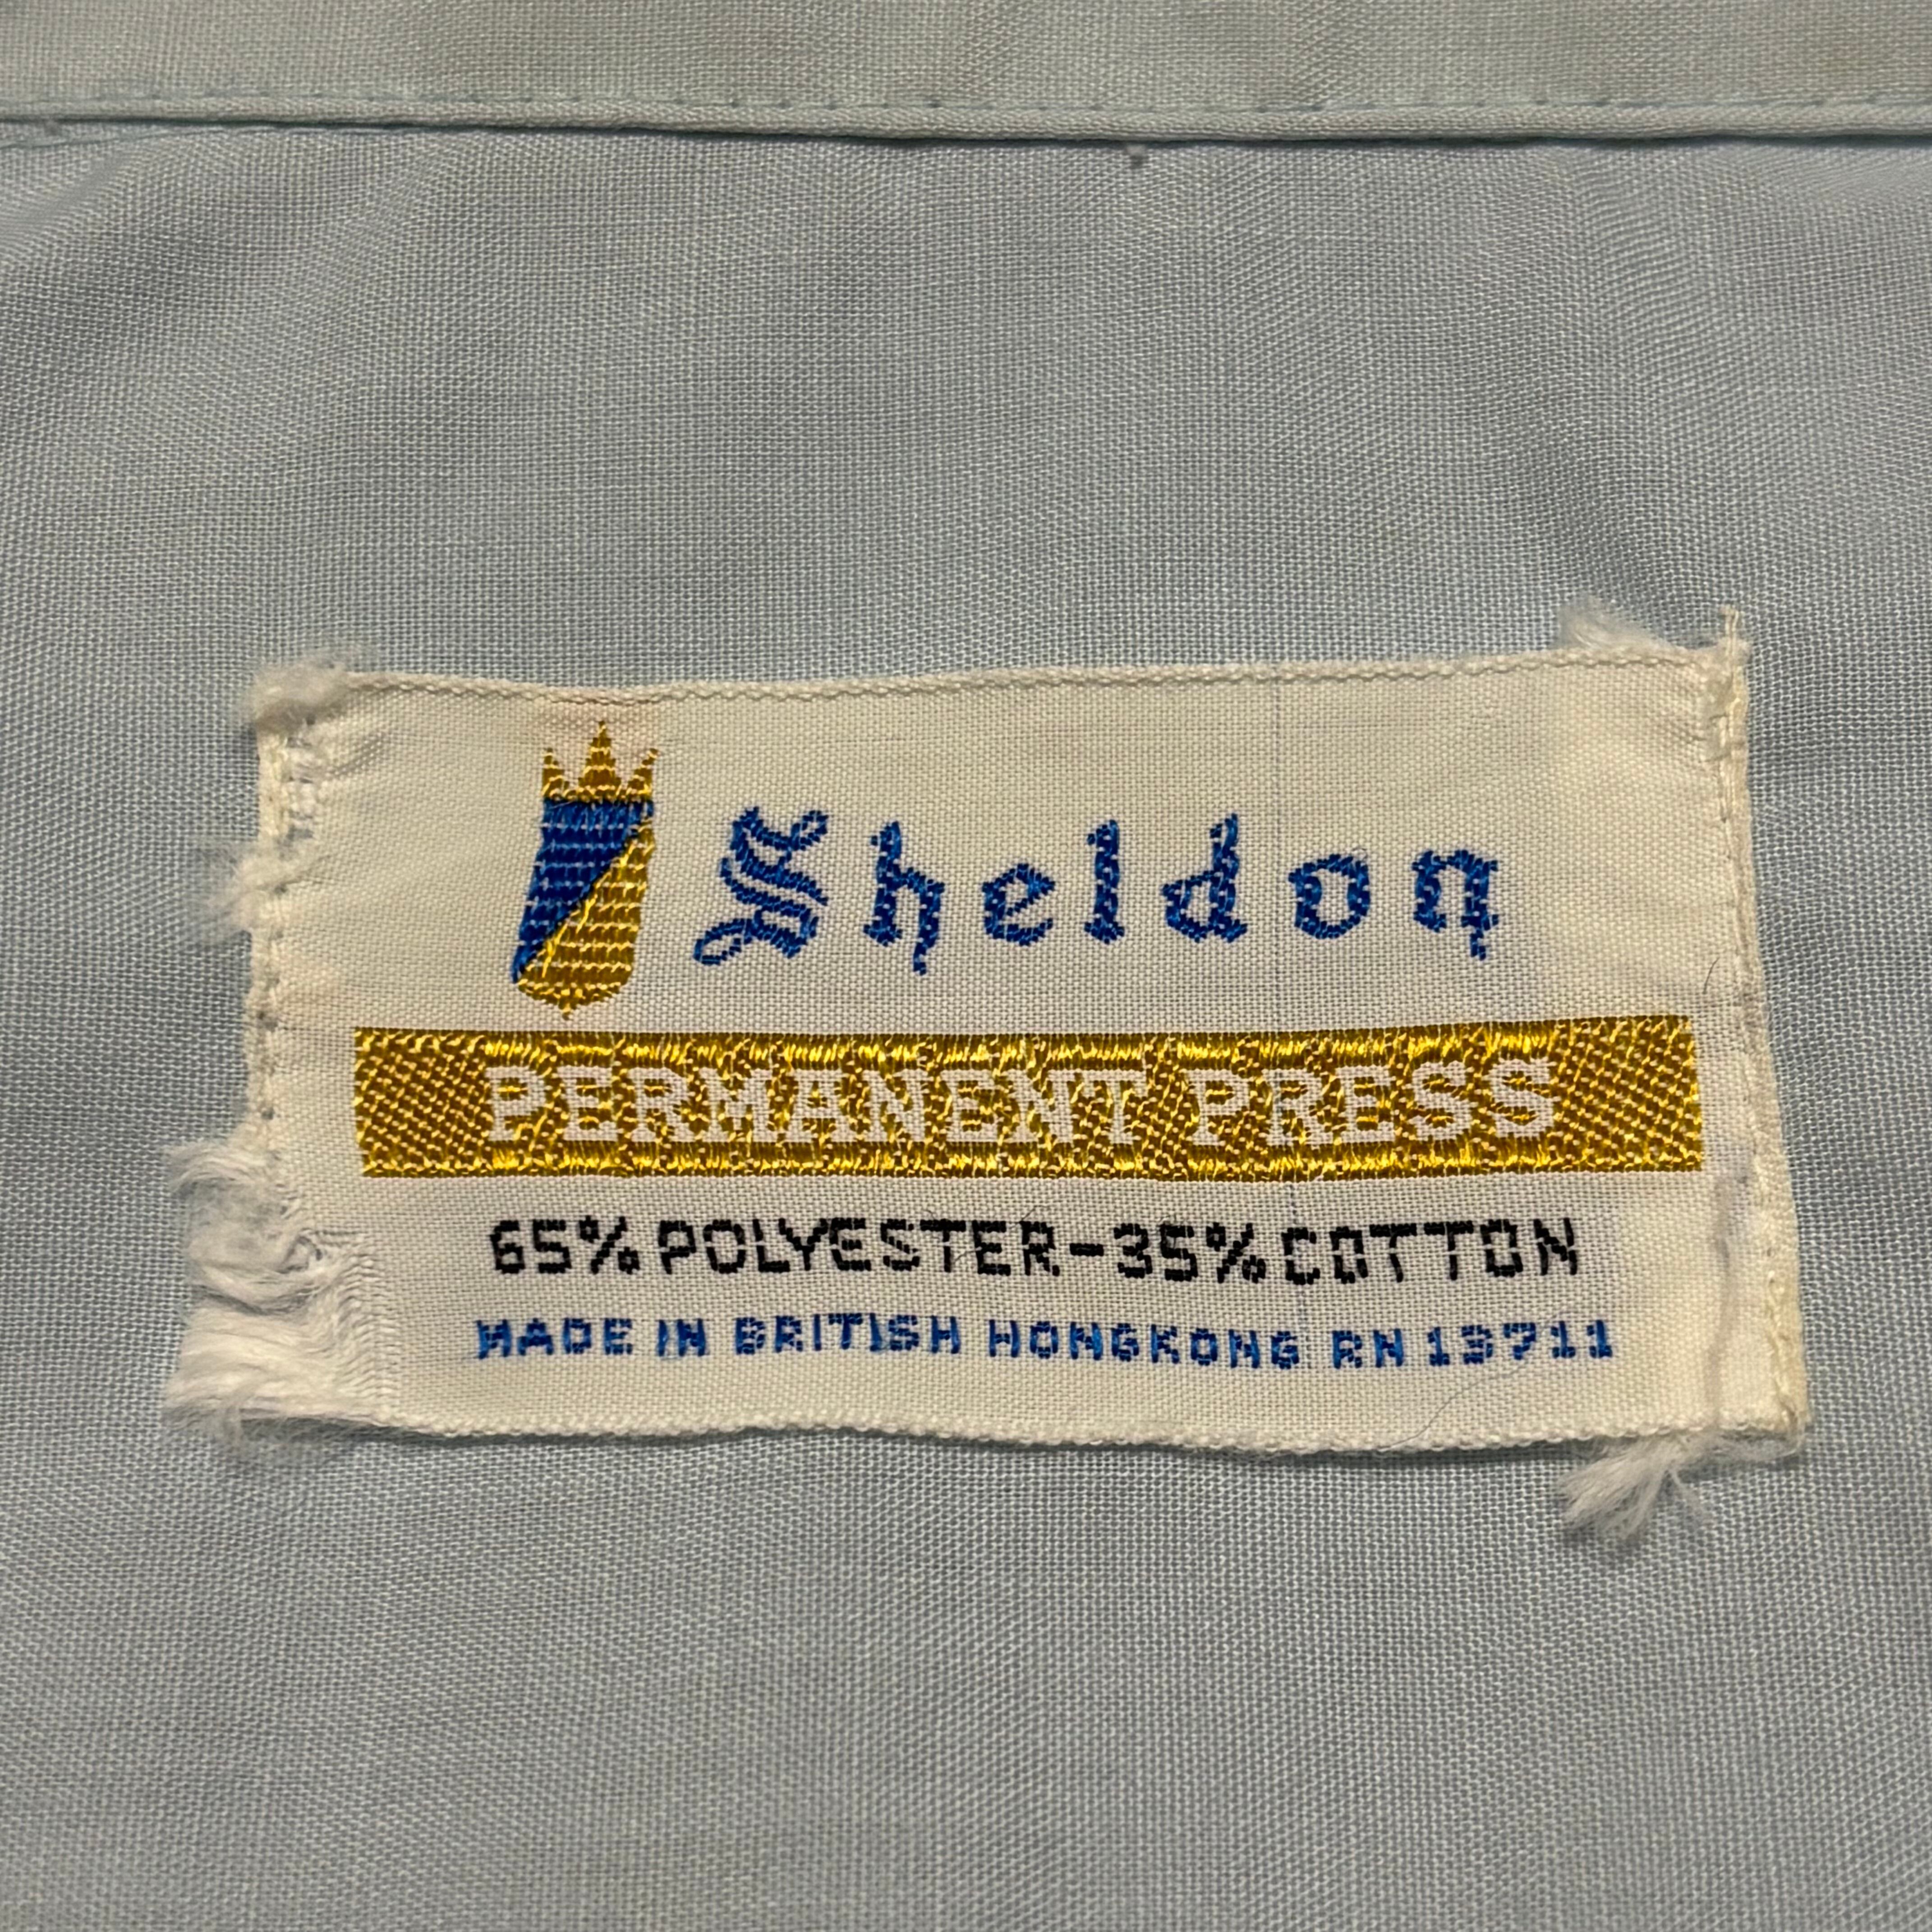 Sheldon
PERMANENT PRESS
65% POLYESTER-35% COTTON
MADE IN BRITISH HONGKONG RN 13711